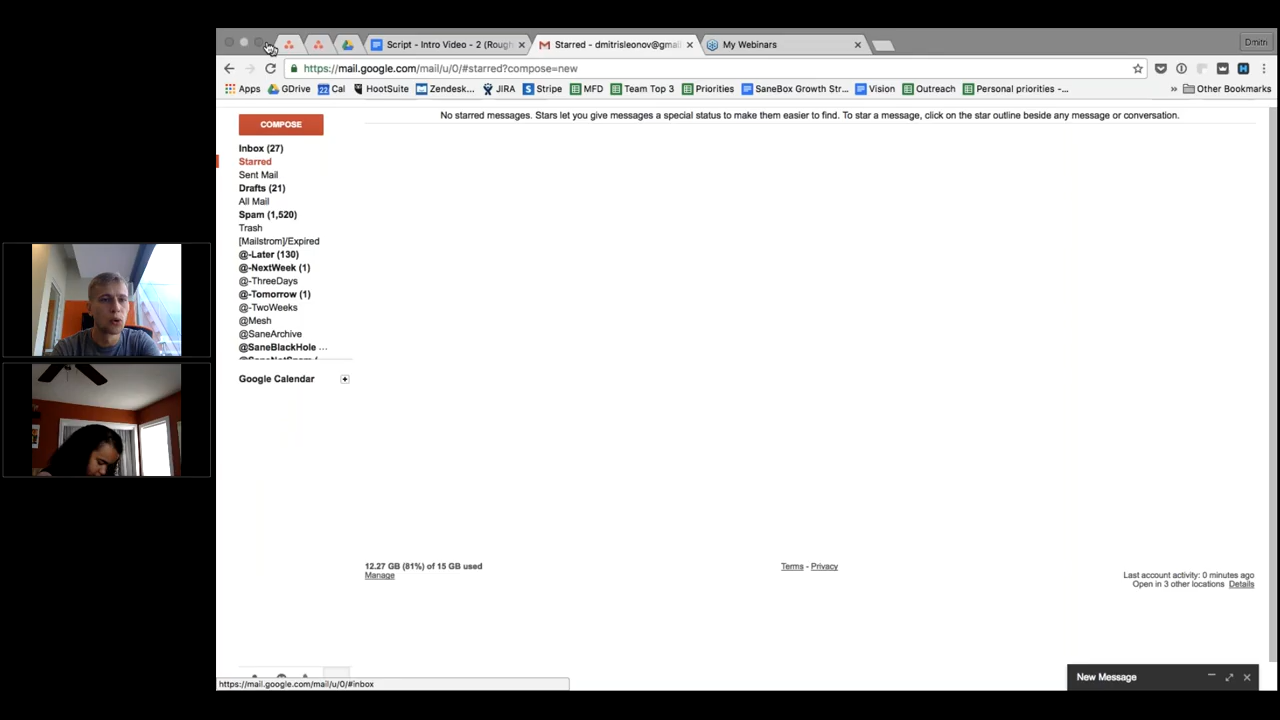 Script - Intro Video - 2 (Rough
Starred - dmitrisleonov@gmai
My Webinars
Dmitri
https://mail.google.com/mail/u/0/#starred?compose=new
Apps
GDrive
22 Cal
HootSuite
Zendesk...
JIRA
S Stripe
MFD
Team Top 3
Priorities
SaneBox Growth Str...
Vision
Outreach
Personal priorities -...
» Other Bookmarks
COMPOSE
No starred messages. Stars let you give messages a special status to make them easier to find. To star a message, click on the star outline beside any message or conversation.
Inbox (27)
Starred
Sent Mail
Drafts (21)
All Mail
Spam (1,520)
Trash
[Mailstrom]/Expired
@-Later (130)
@-NextWeek (1)
@-ThreeDays
@-Tomorrow (1)
@-TwoWeeks
@Mesh
@SaneArchive
@SaneBlackHole ...
Google Calendar
12.27 GB (81%) of 15 GB used
Manage
Terms - Privacy
Last account activity: 0 minutes ago
Open in 3 other locations Details
New Message
https://mail.google.com/mail/u/0/#inbox